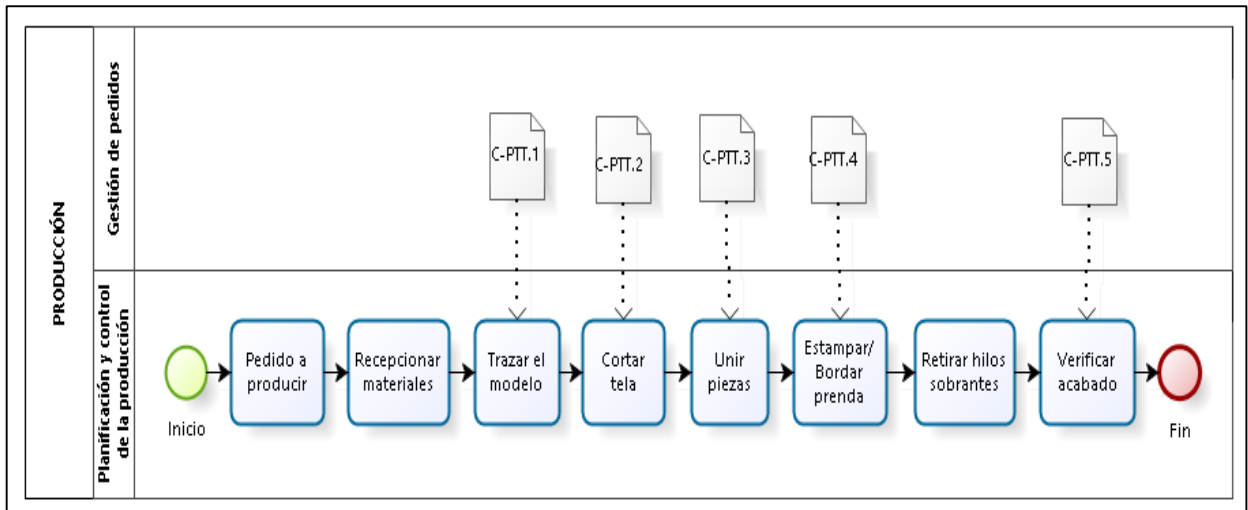 PRODUCCIÓN
Gestión de pedidos
C-PTT.1
C-PTT.2
C-PTT.3
C-PTT.4
C-PTT.5
Planificación y control
de la producción
Inicio
Pedido a
producir
Recepcionar
materiales
Trazar el
modelo
Cortar
tela
Unir
piezas
Estampar/
Bordar
prenda
Retirar hilos
sobrantes
Verificar
acabado
Fin